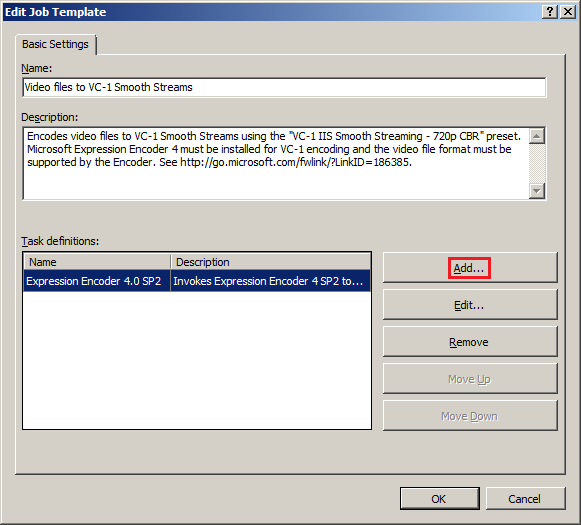 Edit Job Template
Basic Settings
Name:
Video files to VC-1 Smooth Streams
Description:
Encodes video files to VC-1 Smooth Streams using the "VC-1 IIS Smooth Streaming - 720p CBR" preset.
Microsoft Expression Encoder 4 must be installed for VC-1 encoding and the video file format must be
supported by the Encoder. See http://go.microsoft.com/fwlink/?LinkID=186385.
Task definitions:
Name Description
Expression Encoder 4.0 SP2 Invokes Expression Encoder 4 SP2 to...
Add...
Edit...
Remove
Move Up
Move Down
OK Cancel